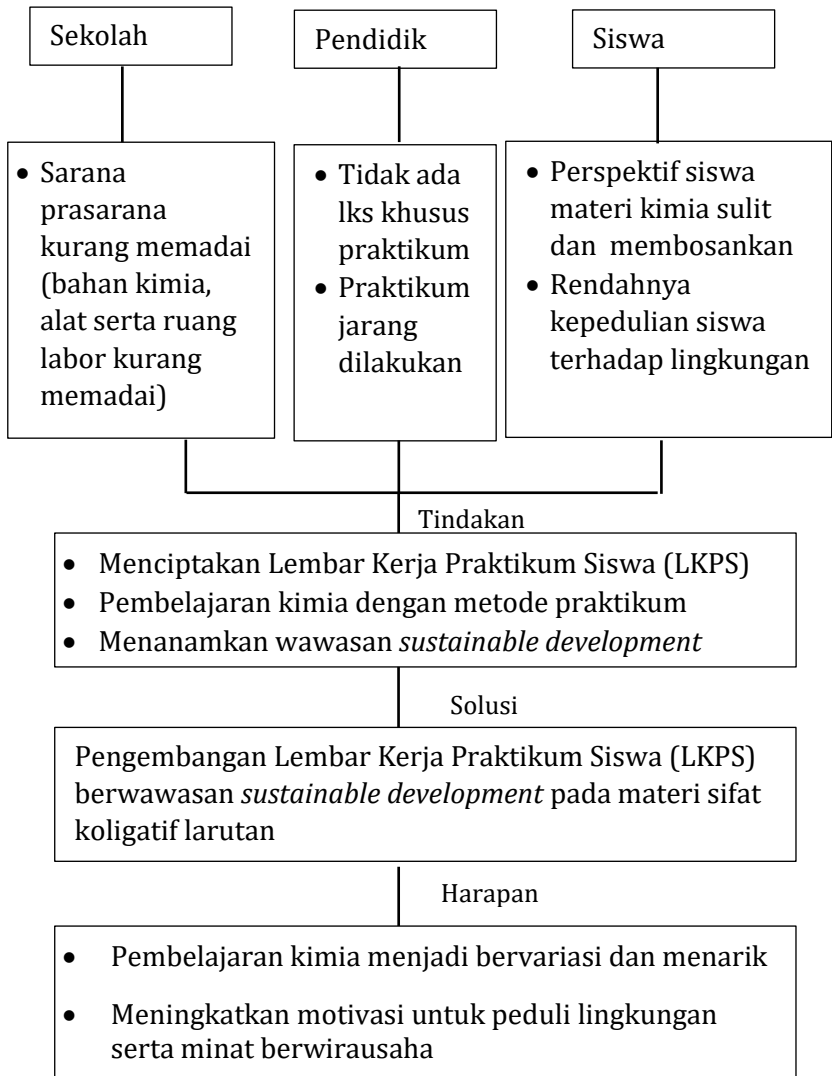 Sekolah
Pendidik
Siswa
• Sarana
prasarana
kurang memadai
(bahan kimia,
alat serta ruang
labor kurang
memadai)
• Tidak ada
lks khusus
praktikum
• Praktikum
jarang
dilakukan
• Perspektif siswa
materi kimia sulit
dan membosankan
• Rendahnya
kepedulian siswa
terhadap lingkungan
Tindakan
• Menciptakan Lembar Kerja Praktikum Siswa (LKPS)
• Pembelajaran kimia dengan metode praktikum
• Menanamkan wawasan sustainable development
Solusi
Pengembangan Lembar Kerja Praktikum Siswa (LKPS)
berwawasan sustainable development pada materi sifat
koligatif larutan
Harapan
• Pembelajaran kimia menjadi bervariasi dan menarik
• Meningkatkan motivasi untuk peduli lingkungan
serta minat berwirausaha